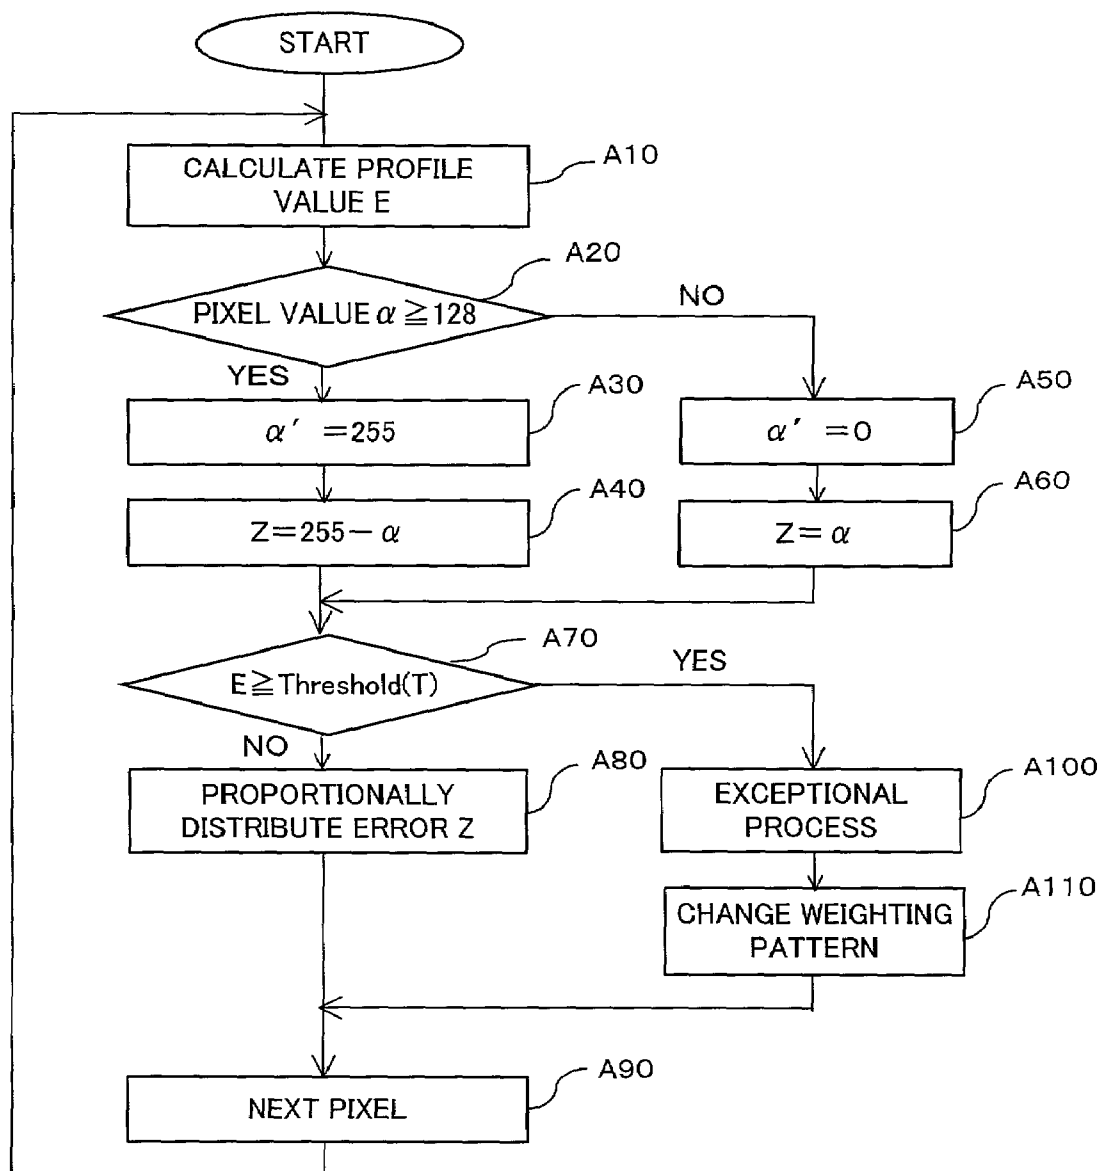 START
CALCULATE PROFILE
VALUE E
A10
A20
PIXEL VALUE α ≧128
NO
YES
A30
α′ =255
A50
α′ =0
A40
Z=255−α
A60
Z=α
A70
E≧Threshold(T)
YES
NO
A80
PROPORTIONALLY
DISTRIBUTE ERROR Z
A100
EXCEPTIONAL
PROCESS
A110
CHANGE WEIGHTING
PATTERN
A90
NEXT PIXEL